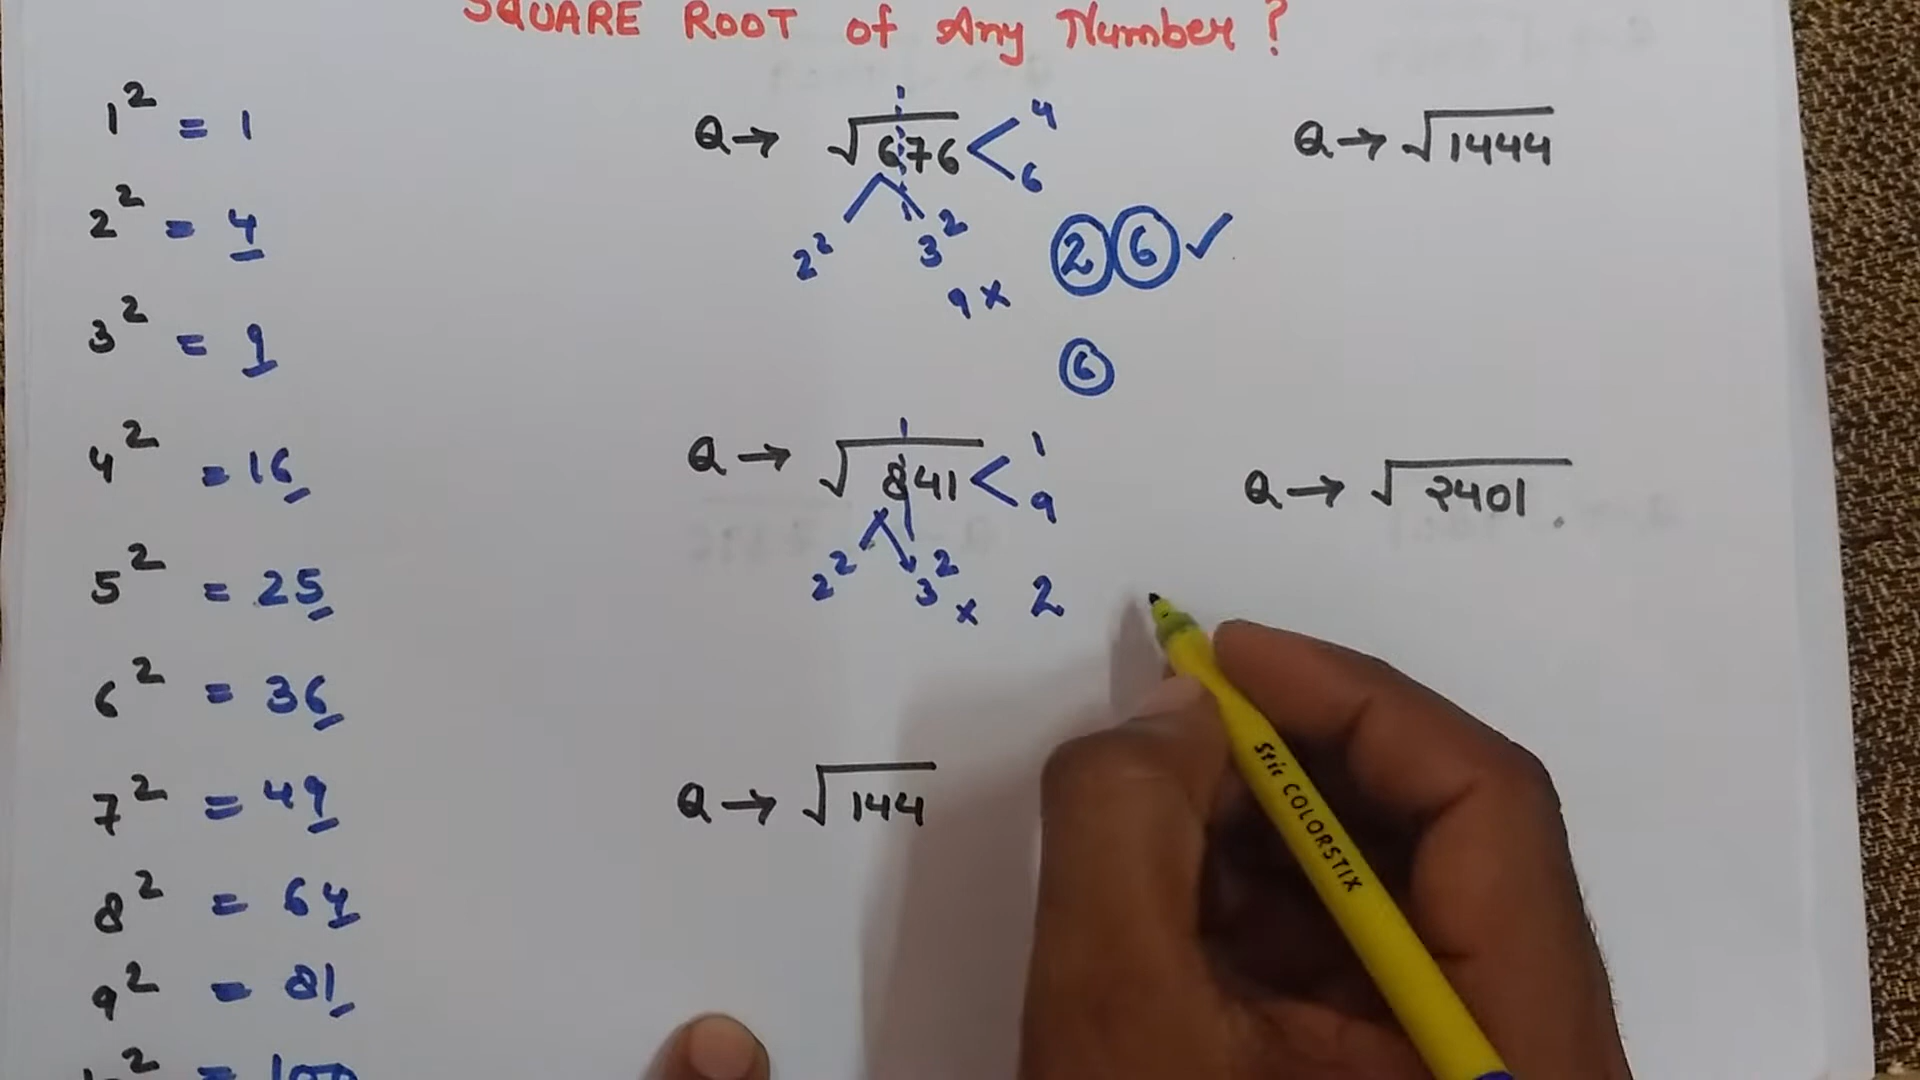 SQUARE ROOT of Any Number ?
1² = 1
2² = 4
3² = 9
4² = 16
5² = 25
6² = 36
7² = 49
8² = 64
9² = 81
Q → √676 < 4 6
2² 3²
9 x
2 6 ✓
6
Q → √841 < 1 9
2² 3² x 2
Q → √144
Q → √1444
Q → √2401
Stic COLORSTIX